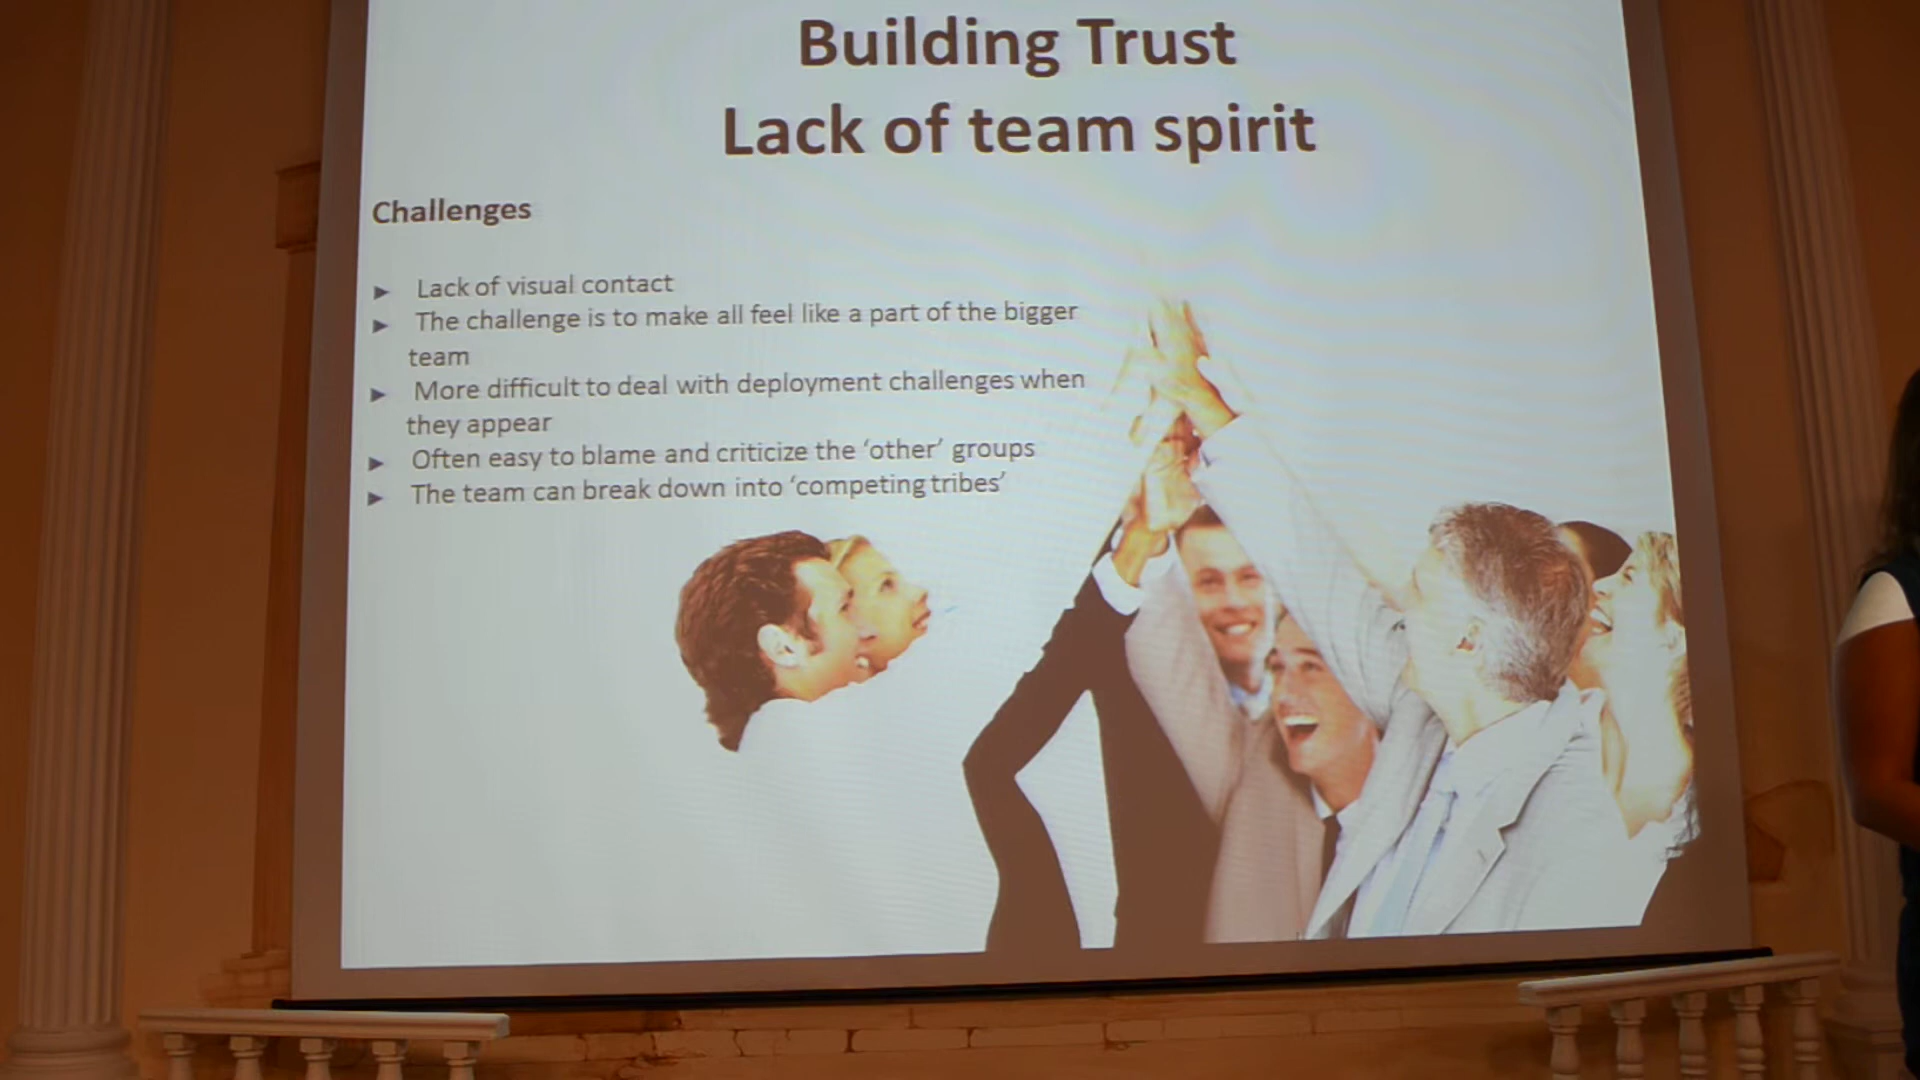 Building Trust
Lack of team spirit
Challenges
► Lack of visual contact
► The challenge is to make all feel like a part of the bigger
team
► More difficult to deal with deployment challenges when
they appear
► Often easy to blame and criticize the ‘other’ groups
► The team can break down into ‘competing tribes’